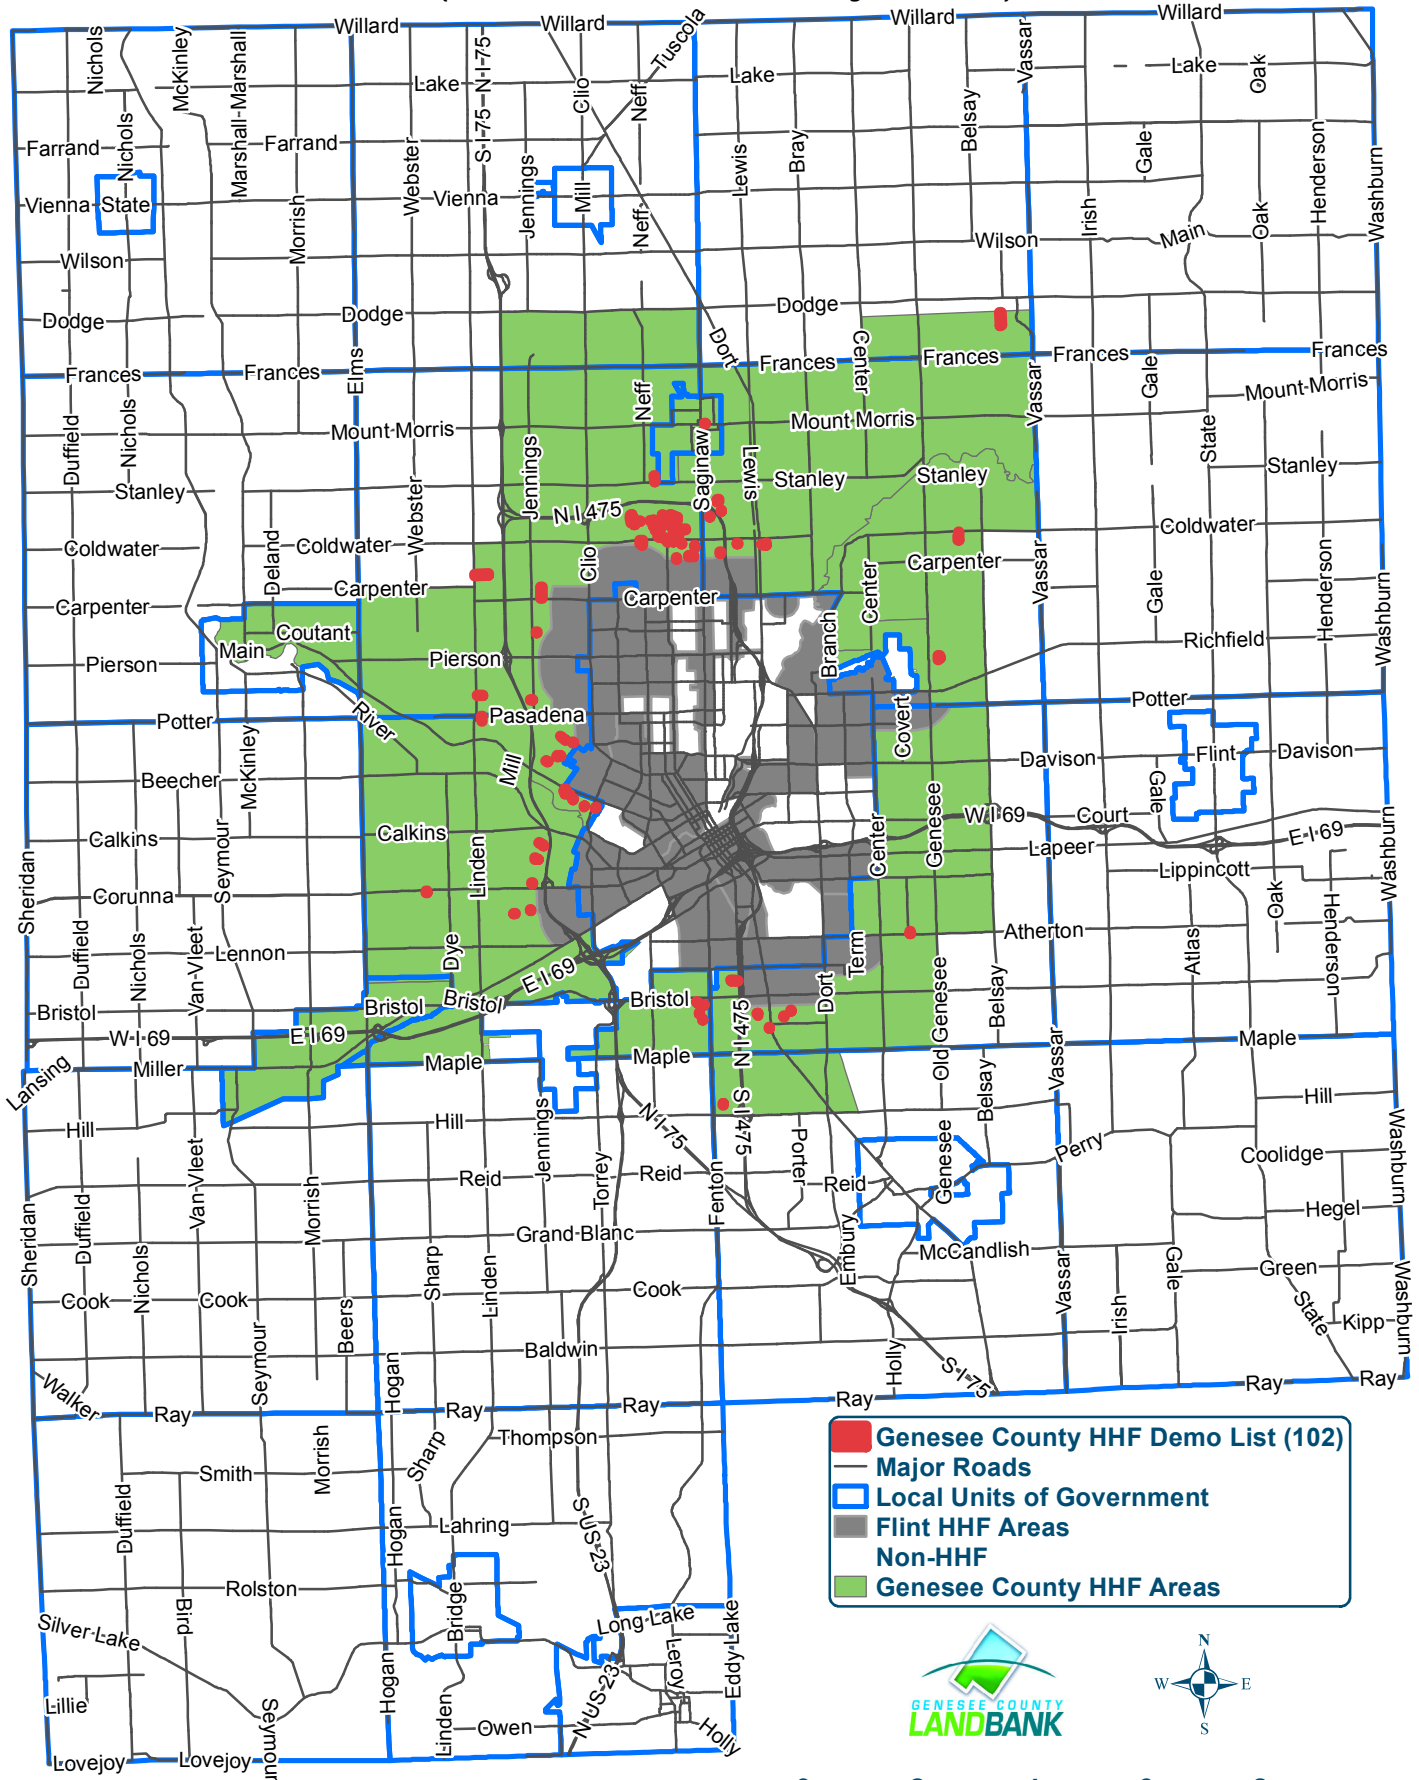 Willard
Willard
Willard
Willard
Nichols
McKinley
Marshall-Marshall
S-I-75
N-I-75
Clio
Tuscola
Neff
Lake
Lake
Lake
Vassar
Belsay
Oak
Farrand
Farrand
Nichols
Webster
Jennings
Lewis
Bray
Gale
Henderson
Washburn
Vienna
State
Vienna
Mill
Neff
Irish
Oak
Morrish
Wilson
Wilson
Main
Dodge
Dodge
Dodge
Dort
Center
Elms
Frances
Frances
Frances
Frances
Frances
Frances
Neff
Vassar
Gale
Mount-Morris
Duffield
Nichols
Mount-Morris
Mount Morris
State
Jennings
Saginaw
Lewis
Stanley
Stanley
Stanley
Stanley
N I 475
Coldwater
Deland
Coldwater
Webster
Clio
Coldwater
Carpenter
Vassar
Gale
Henderson
Washburn
Carpenter
Carpenter
Carpenter
Center
Branch
Main
Coutant
Pierson
Pierson
Richfield
Potter
River
Pasadena
Potter
Covert
Beecher
McKinley
Mill
Davison
Flint
Davison
Gale
Calkins
Calkins
Genesee
W-I-69
Court
E-I-69
Center
Lapeer
Lippincott
Washburn
Sheridan
Seymour
Linden
Corunna
Oak
Henderson
Duffield
Nichols
Van-Vleet
Lennon
Dye
Term
Atherton
Atlas
E I-69
Bristol
Bristol
Bristol
Bristol
Dort
Old Genesee
Belsay
W-I-69
E-I-69
N I-475
Maple
Maple
Maple
Lansing
Miller
Vassar
Hill
Hill
Hill
Jennings
N-I-75
I S
I-475
Belsay
Porter
Genesee
Perry
Coolidge
Washburn
Van-Vleet
Reid
Reid
Reid
Torrey
Fenton
Sheridan
Duffield
Morrish
Hegel
Grand-Blanc
McCandlish
Embury
Nichols
Sharp
Linden
Vassar
Gale
Green
Washburn
Cook
Cook
Cook
Beers
Irish
State
Kipp
Seymour
Baldwin
Holly
S-I-75
Walker
Hogan
Ray
Ray
Ray
Ray
Ray
Ray
Thompson
Sharp
Morrish
Smith
Duffield
Hogan
Lahring
S-US-23
Rolston
Bird
Bridge
Silver-Lake
Long-Lake
Leroy
Eddy-Lake
Hogan
Lillie
Seymour
Linden
Owen
N-US-23
Holly
Lovejoy
Lovejoy
Genesee County HHF Demo List (102)
Major Roads
Local Units of Government
Flint HHF Areas
Non-HHF
Genesee County HHF Areas
GENESEE COUNTY
LANDBANK
N
W
E
S